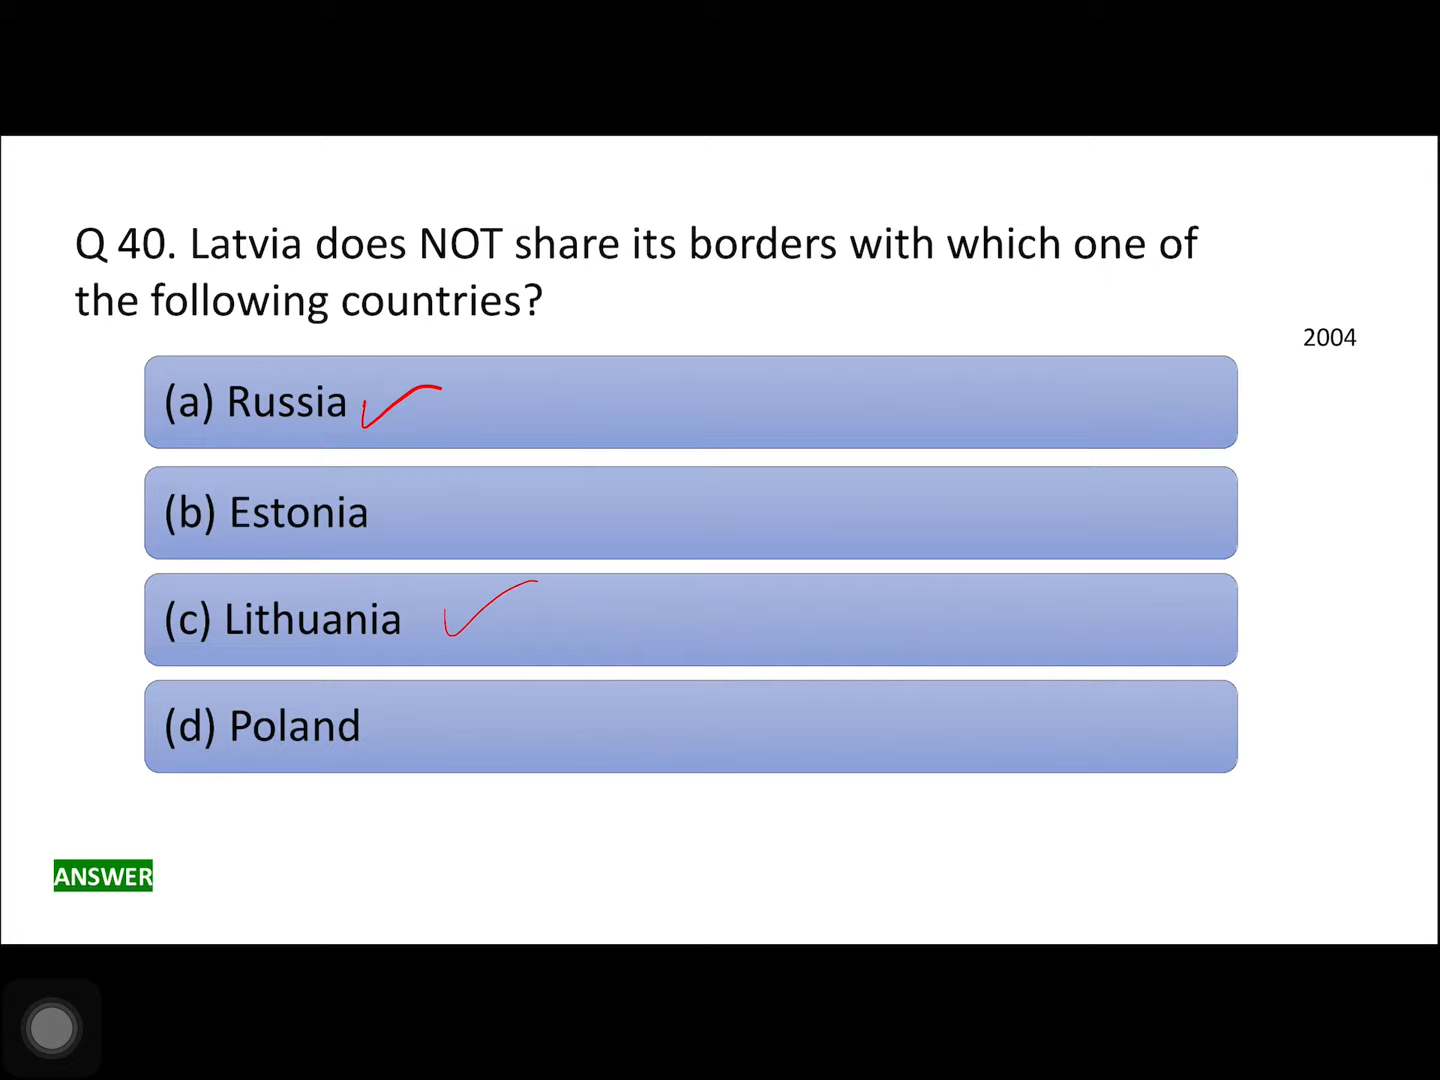 Q 40. Latvia does NOT share its borders with which one of
the following countries?
2004
(a) Russia
(b) Estonia
(c) Lithuania
(d) Poland
ANSWER